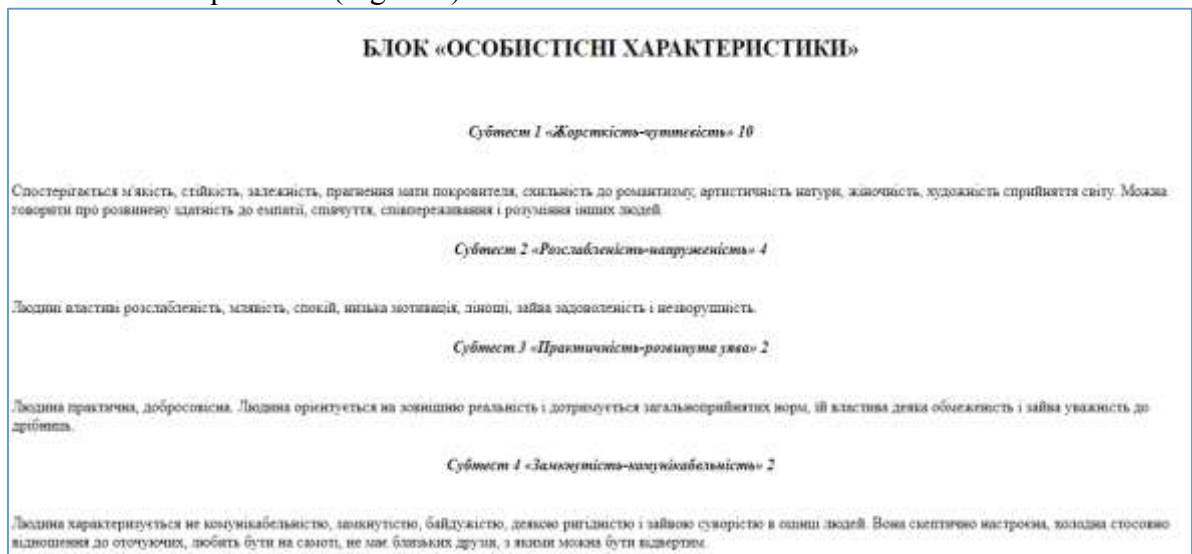 БЛОК «ОСОБИСТІСНІ ХАРАКТЕРИСТИКИ»
Субтест 1 «Жорсткість-чуттєвість» 10
Спостерігається м'якість, стійкість, залежність, прагнення мати покровителя, схильність до романтизму, артистичність натури, жіночність, художність сприйняття світу. Можна
говорити про розвинену здатність до емпатії, співчуття, співпереживання і розуміння інших людей.
Субтест 2 «Розслабленість-напруженість» 4
Людині властиві розслабленість, млявість, спокій, низька мотивація, лінощі, зайва задоволеність і незворушність.
Субтест 3 «Практичність-розвинута уява» 2
Людина практична, добросовісна. Людина орієнтується на зовнішню реальність і дотримується загальноприйнятих норм, їй властива деяка обмеженість і зайва уважність до
дрібниць.
Субтест 4 «Замкнутість-комунікабельність» 2
Людина характеризується не комунікабельністю, замкнутістю, байдужістю, деякою ригідністю і зайвою суворістю в оцінці людей. Вона скептично настроєна, холодна стосовно
відношення до оточуючих, любить бути на самоті, не має близьких друзів, з якими можна бути відвертим.